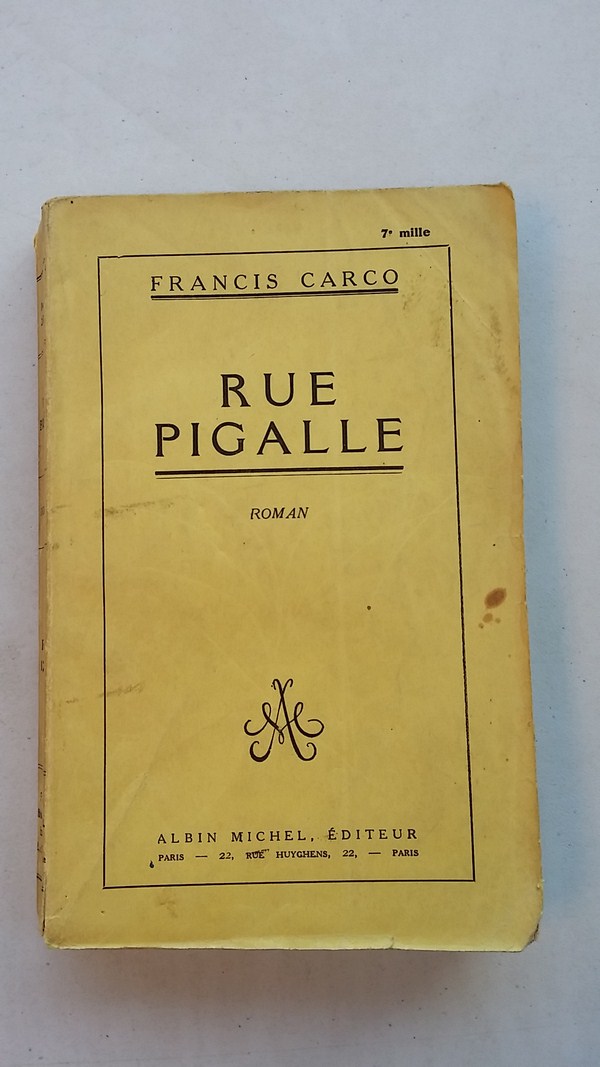 7e mille
FRANCIS CARCO
RUE
PIGALLE
ROMAN
ALBIN MICHEL, ÉDITEUR
PARIS — 22, RUE HUYGHENS, 22, — PARIS